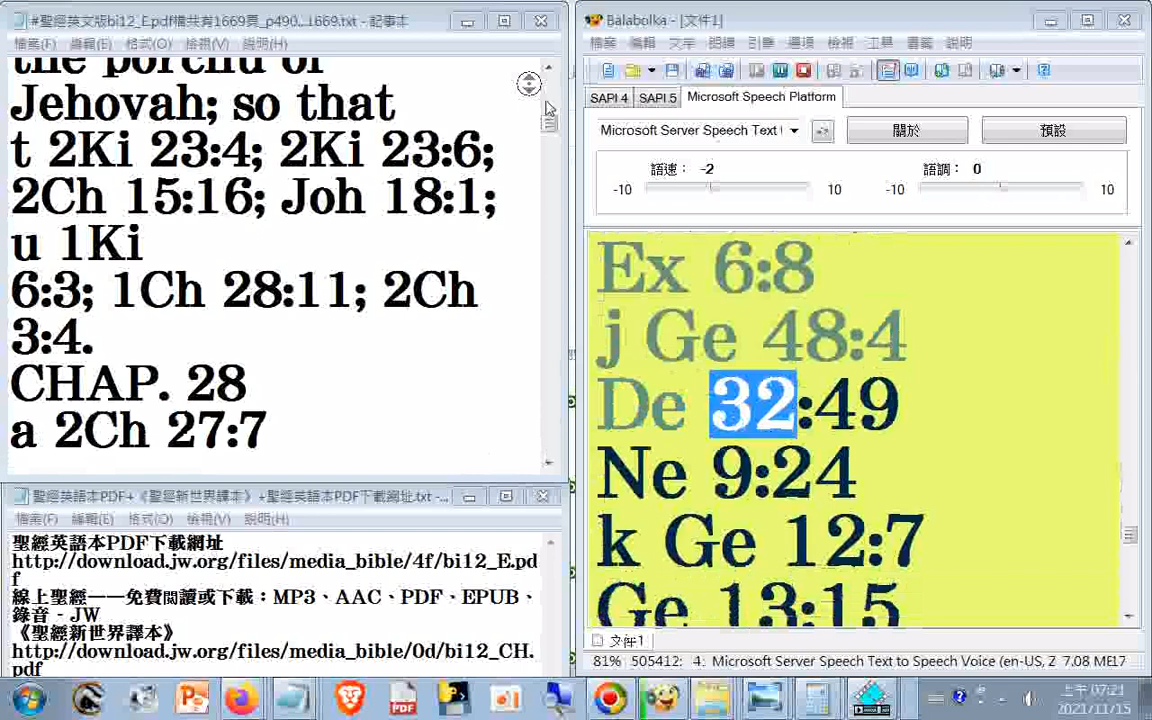 #聖經英文版bi12_E.pdf檔共有1669頁_p490...1669.txt - 記事本
檔案(F) 編輯(E) 格式(O) 檢視(V) 說明(H)
the porchu of
Jehovah; so that
t 2Ki 23:4; 2Ki 23:6;
2Ch 15:16; Joh 18:1;
u 1Ki
6:3; 1Ch 28:11; 2Ch
3:4.
CHAP. 28
a 2Ch 27:7
聖經英語本PDF+《聖經新世界譯本》+聖經英語本PDF下載網址.txt -...
檔案(F) 編輯(E) 格式(O) 檢視(V) 說明(H)
聖經英語本PDF下載網址
http://download.jw.org/files/media_bible/4f/bi12_E.pd
f
線上聖經——免費閱讀或下載：MP3、AAC、PDF、EPUB、
錄音 - JW
《聖經新世界譯本》
http://download.jw.org/files/media_bible/0d/bi12_CH.
pdf
Balabolka - [文件1]
檔案 編輯 文字 朗讀 引擎 選項 檢視 工具 書籤 說明
SAPI 4 SAPI 5 Microsoft Speech Platform
Microsoft Server Speech Text 關於 預設
語速： -2 語調： 0
-10 10 -10 10
Ex 6:8
j Ge 48:4
De 32:49
Ne 9:24
k Ge 12:7
Ge 13:15
文件1
81% 505412: 4: Microsoft Server Speech Text to Speech Voice (en-US, Z 7.08 ME
上午 07:21
2021/11/15